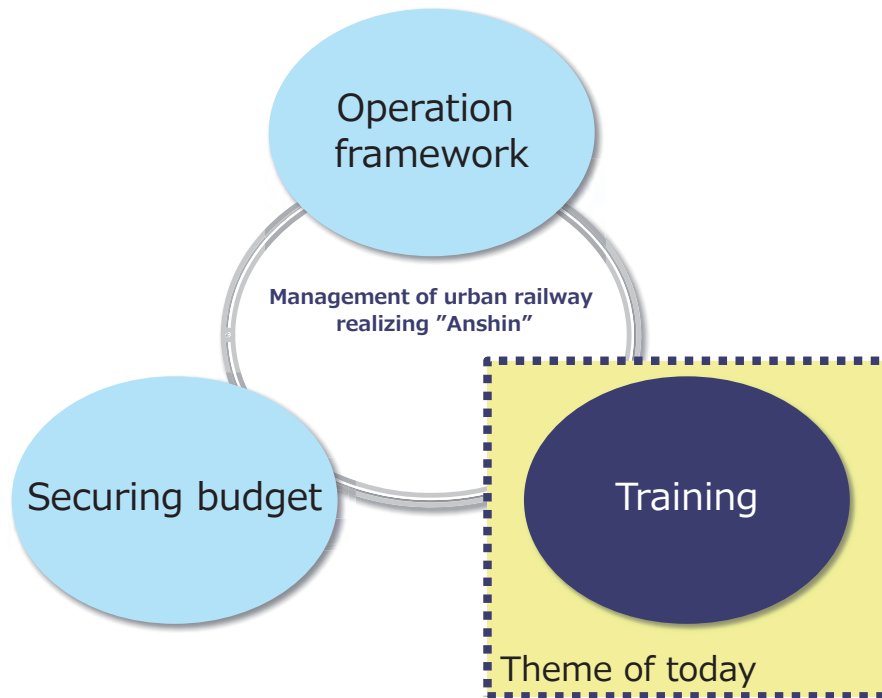 Operation
framework
Management of urban railway
realizing ”Anshin”
Securing budget
Training
Theme of today